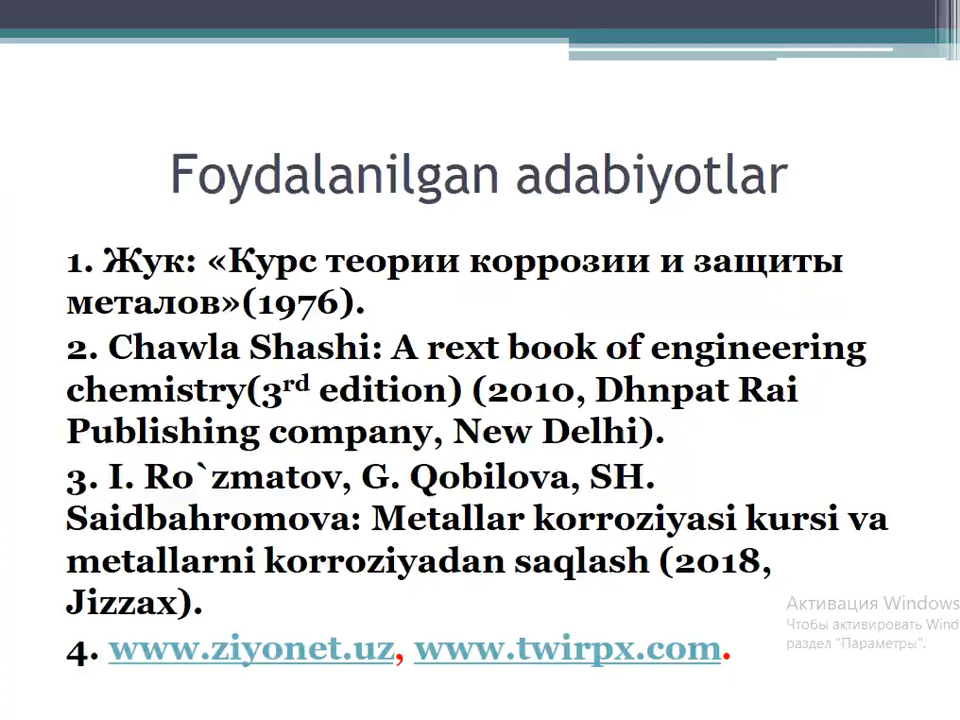 Foydalanilgan adabiyotlar
1. Жук: «Курс теории коррозии и защиты
металов»(1976).
2. Chawla Shashi: A rext book of engineering
chemistry(3rd edition) (2010, Dhnpat Rai
Publishing company, New Delhi).
3. I. Ro`zmatov, G. Qobilova, SH.
Saidbahromova: Metallar korroziyasi kursi va
metallarni korroziyadan saqlash (2018,
Jizzax).
4. www.ziyonet.uz, www.twirpx.com.
Активация Windows
Чтобы активировать Wind
раздел "Параметры".